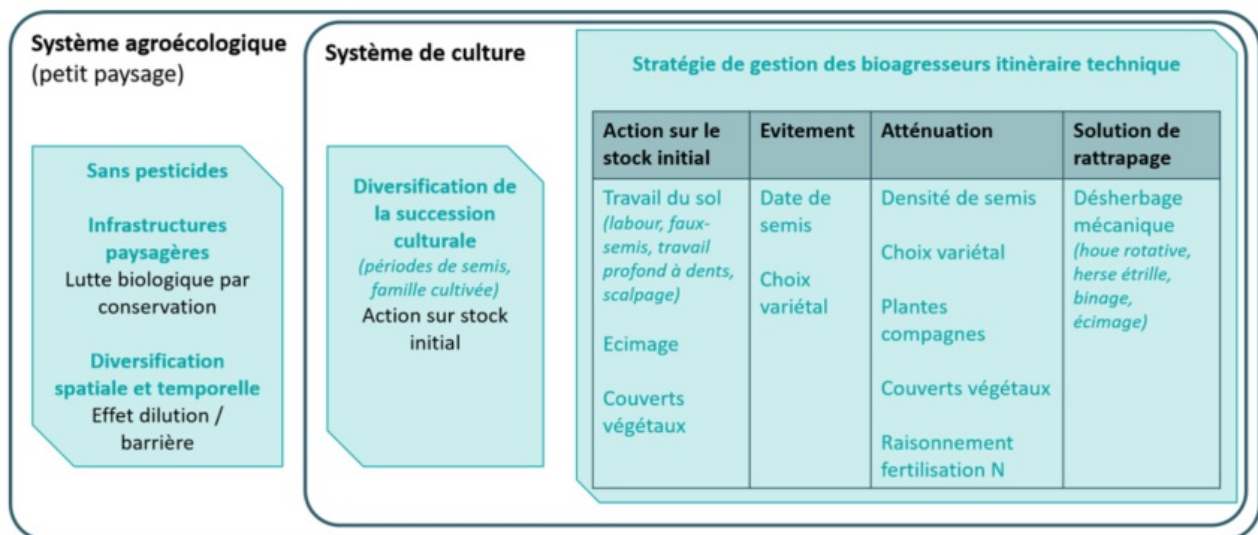 Système agroécologique
(petit paysage)
Sans pesticides
Infrastructures
paysagères
Lutte biologique par
conservation
Diversification
spatiale et temporelle
Effet dilution /
barrière
Système de culture
Diversification de
la succession
culturale
(périodes de semis,
famille cultivée)
Action sur stock
initial
Stratégie de gestion des bioagresseurs itinèraire technique
Action sur le
stock initial
Evitement
Atténuation
Solution de
rattrapage
Travail du sol
(labour, faux-
semis, travail
profond à dents,
scalpage)
Ecimage
Couverts
végétaux
Date de
semis
Choix
variétal
Densité de semis
Choix variétal
Plantes
compagnes
Couverts végétaux
Raisonnement
fertilisation N
Désherbage
mécanique
(houe rotative,
herse étrille,
binage,
écimage)